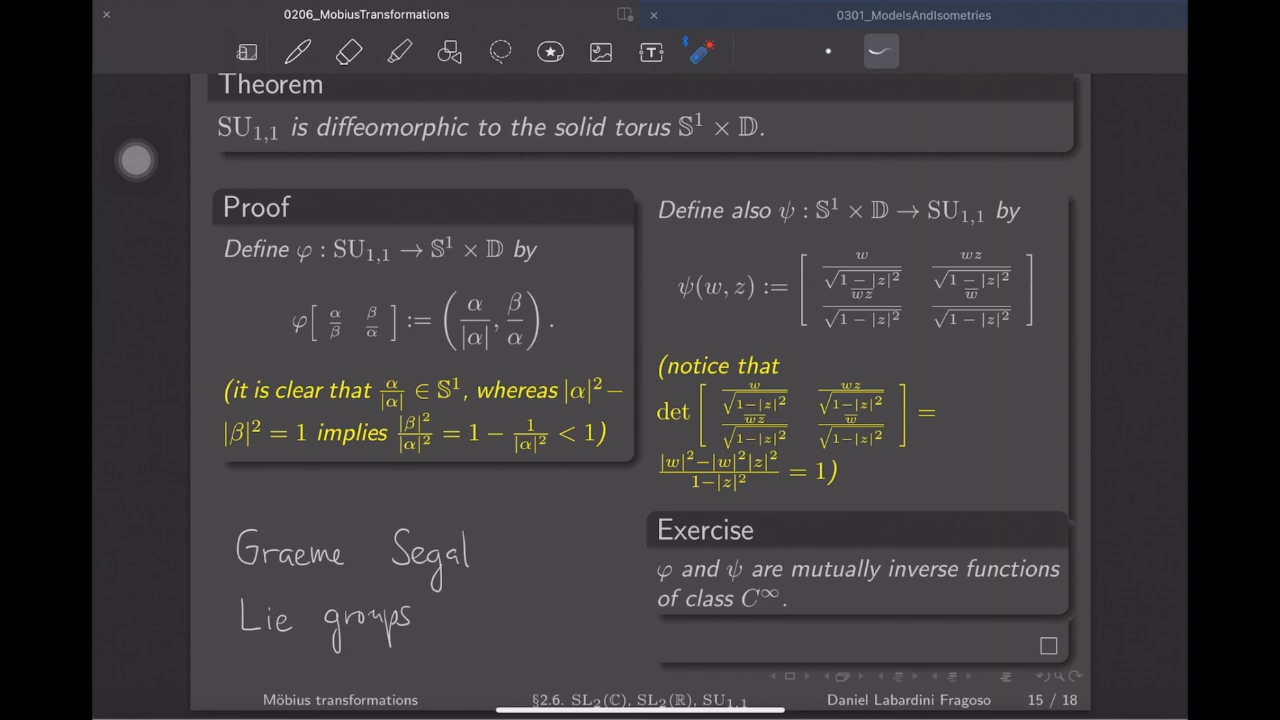 0206_MobiusTransformations
0301_ModelsAndIsometries
Theorem
SU₁,₁ is diffeomorphic to the solid torus 𝕊¹ × 𝔻.
Proof
Define φ : SU₁,₁ → 𝕊¹ × 𝔻 by
φ[ α β ; β̅ α̅ ] := ( α/|α| , β/α ).
(it is clear that α/|α| ∈ 𝕊¹, whereas |α|² −
|β|² = 1 implies |β|²/|α|² = 1 − 1/|α|² < 1)
Graeme Segal
Lie groups
Define also ψ : 𝕊¹ × 𝔻 → SU₁,₁ by
ψ(w, z) := [ w/√(1 − |z|²) wz/√(1 − |z|²) ; w̅z̅/√(1 − |z|²) w̅/√(1 − |z|²) ]
(notice that
det [ w/√(1−|z|²) wz/√(1−|z|²) ; w̅z̅/√(1−|z|²) w̅/√(1−|z|²) ] =
(|w|²−|w|²|z|²)/(1−|z|²) = 1)
Exercise
φ and ψ are mutually inverse functions
of class C^∞.
Möbius transformations §2.6. SL₂(ℂ), SL₂(ℝ), SU₁,₁ Daniel Labardini Fragoso 15 / 18